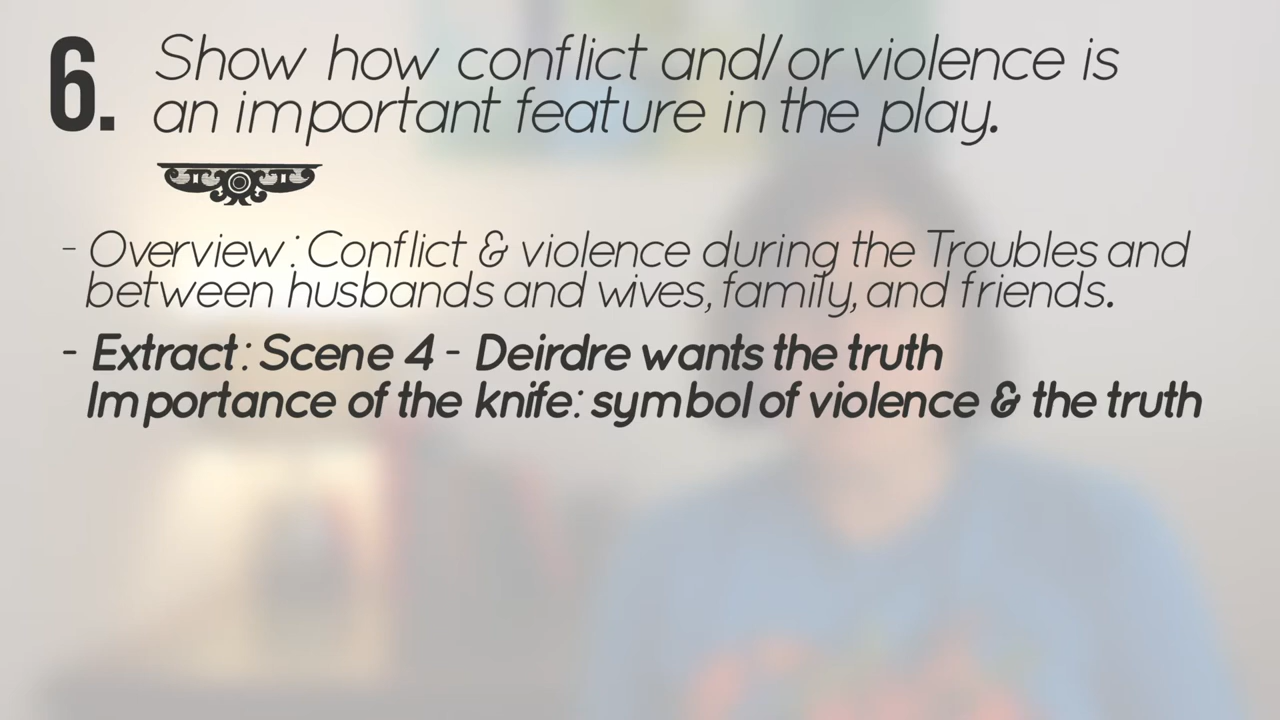 6. Show how conflict and/or violence is
an important feature in the play.
- Overview: Conflict & violence during the Troubles and
between husbands and wives, family, and friends.
- Extract: Scene 4 - Deirdre wants the truth
Importance of the knife: symbol of violence & the truth